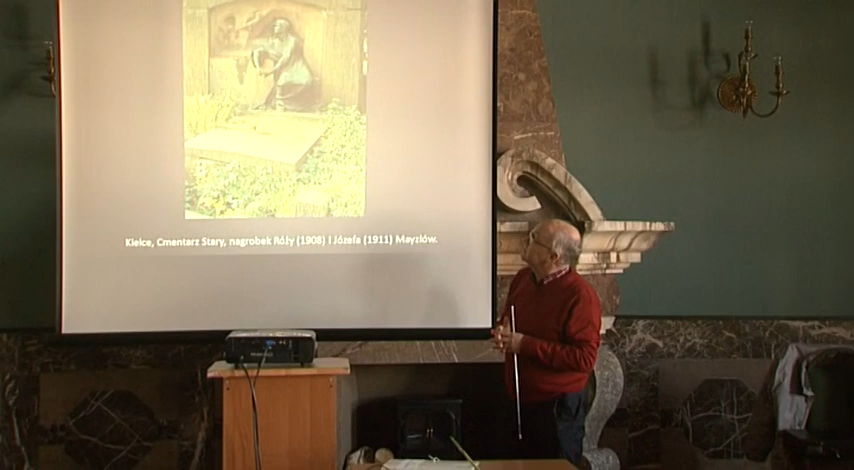 Kielce, Cmentarz Stary, nagrobek Róży (1908) i Józefa (1911) Mayzlów.